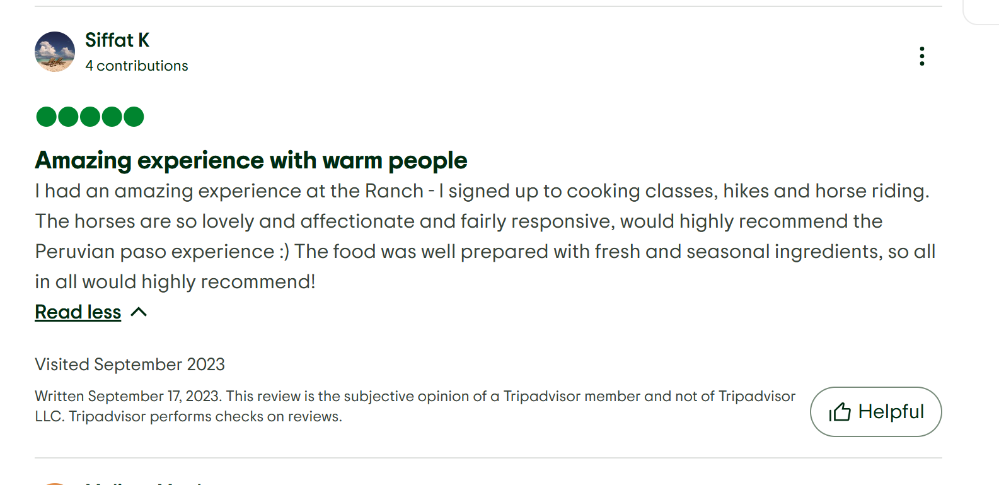 Siffat K
4 contributions
Amazing experience with warm people
I had an amazing experience at the Ranch - I signed up to cooking classes, hikes and horse riding.
The horses are so lovely and affectionate and fairly responsive, would highly recommend the
Peruvian paso experience :) The food was well prepared with fresh and seasonal ingredients, so all
in all would highly recommend!
Read less
Visited September 2023
Written September 17, 2023. This review is the subjective opinion of a Tripadvisor member and not of Tripadvisor
LLC. Tripadvisor performs checks on reviews.
Helpful